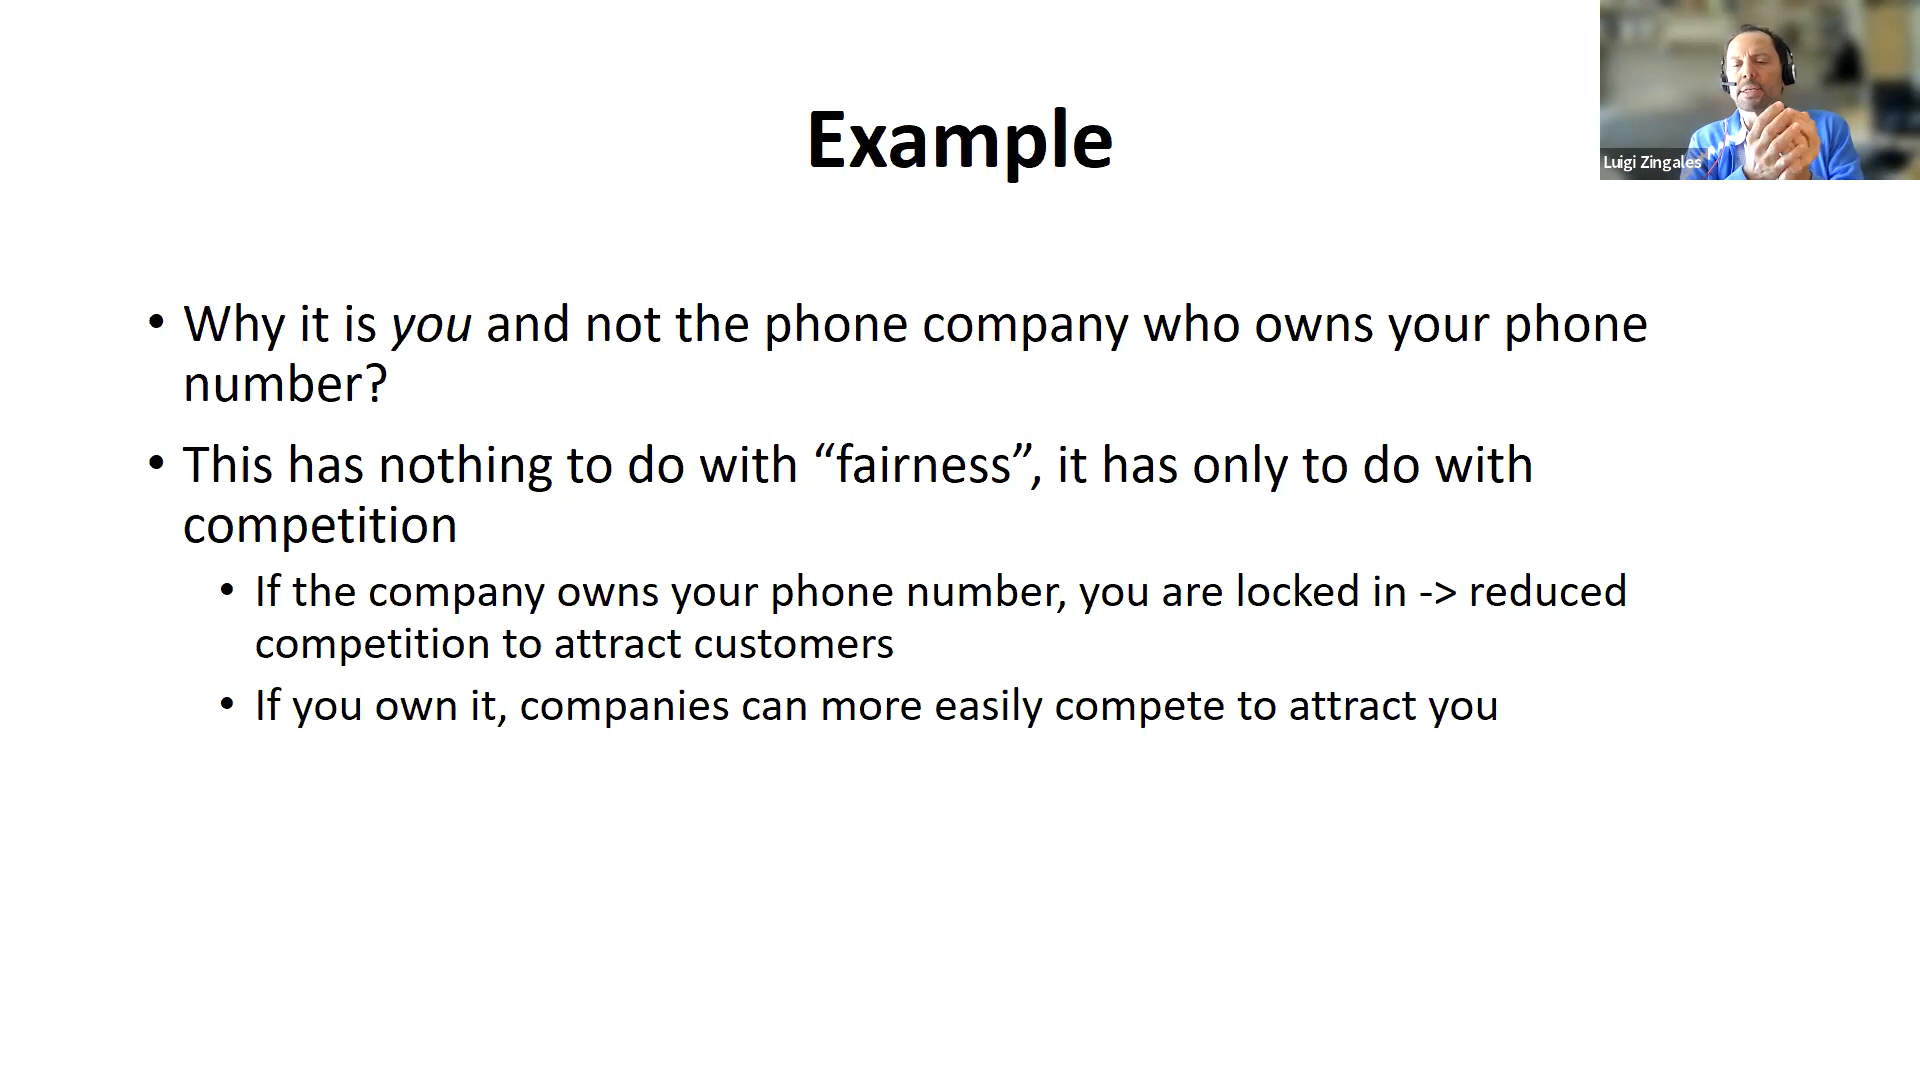 Example
Luigi Zingales
• Why it is you and not the phone company who owns your phone
number?
• This has nothing to do with “fairness”, it has only to do with
competition
• If the company owns your phone number, you are locked in -> reduced
competition to attract customers
• If you own it, companies can more easily compete to attract you